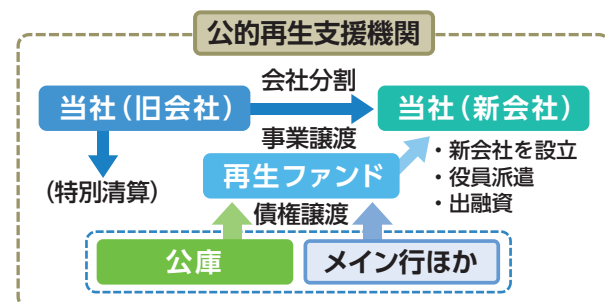 公的再生支援機関
会社分割
当社（旧会社）
当社（新会社）
事業譲渡
・新会社を設立
・役員派遣
・出融資
（特別清算）
再生ファンド
債権譲渡
公庫
メイン行ほか